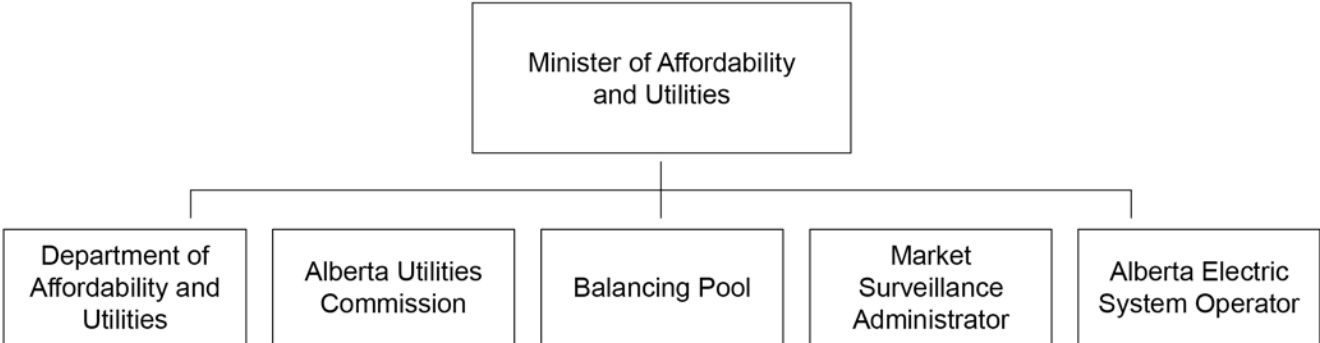 Minister of Affordability
and Utilities
Department of
Affordability and
Utilities
Alberta Utilities
Commission
Balancing Pool
Market
Surveillance
Administrator
Alberta Electric
System Operator